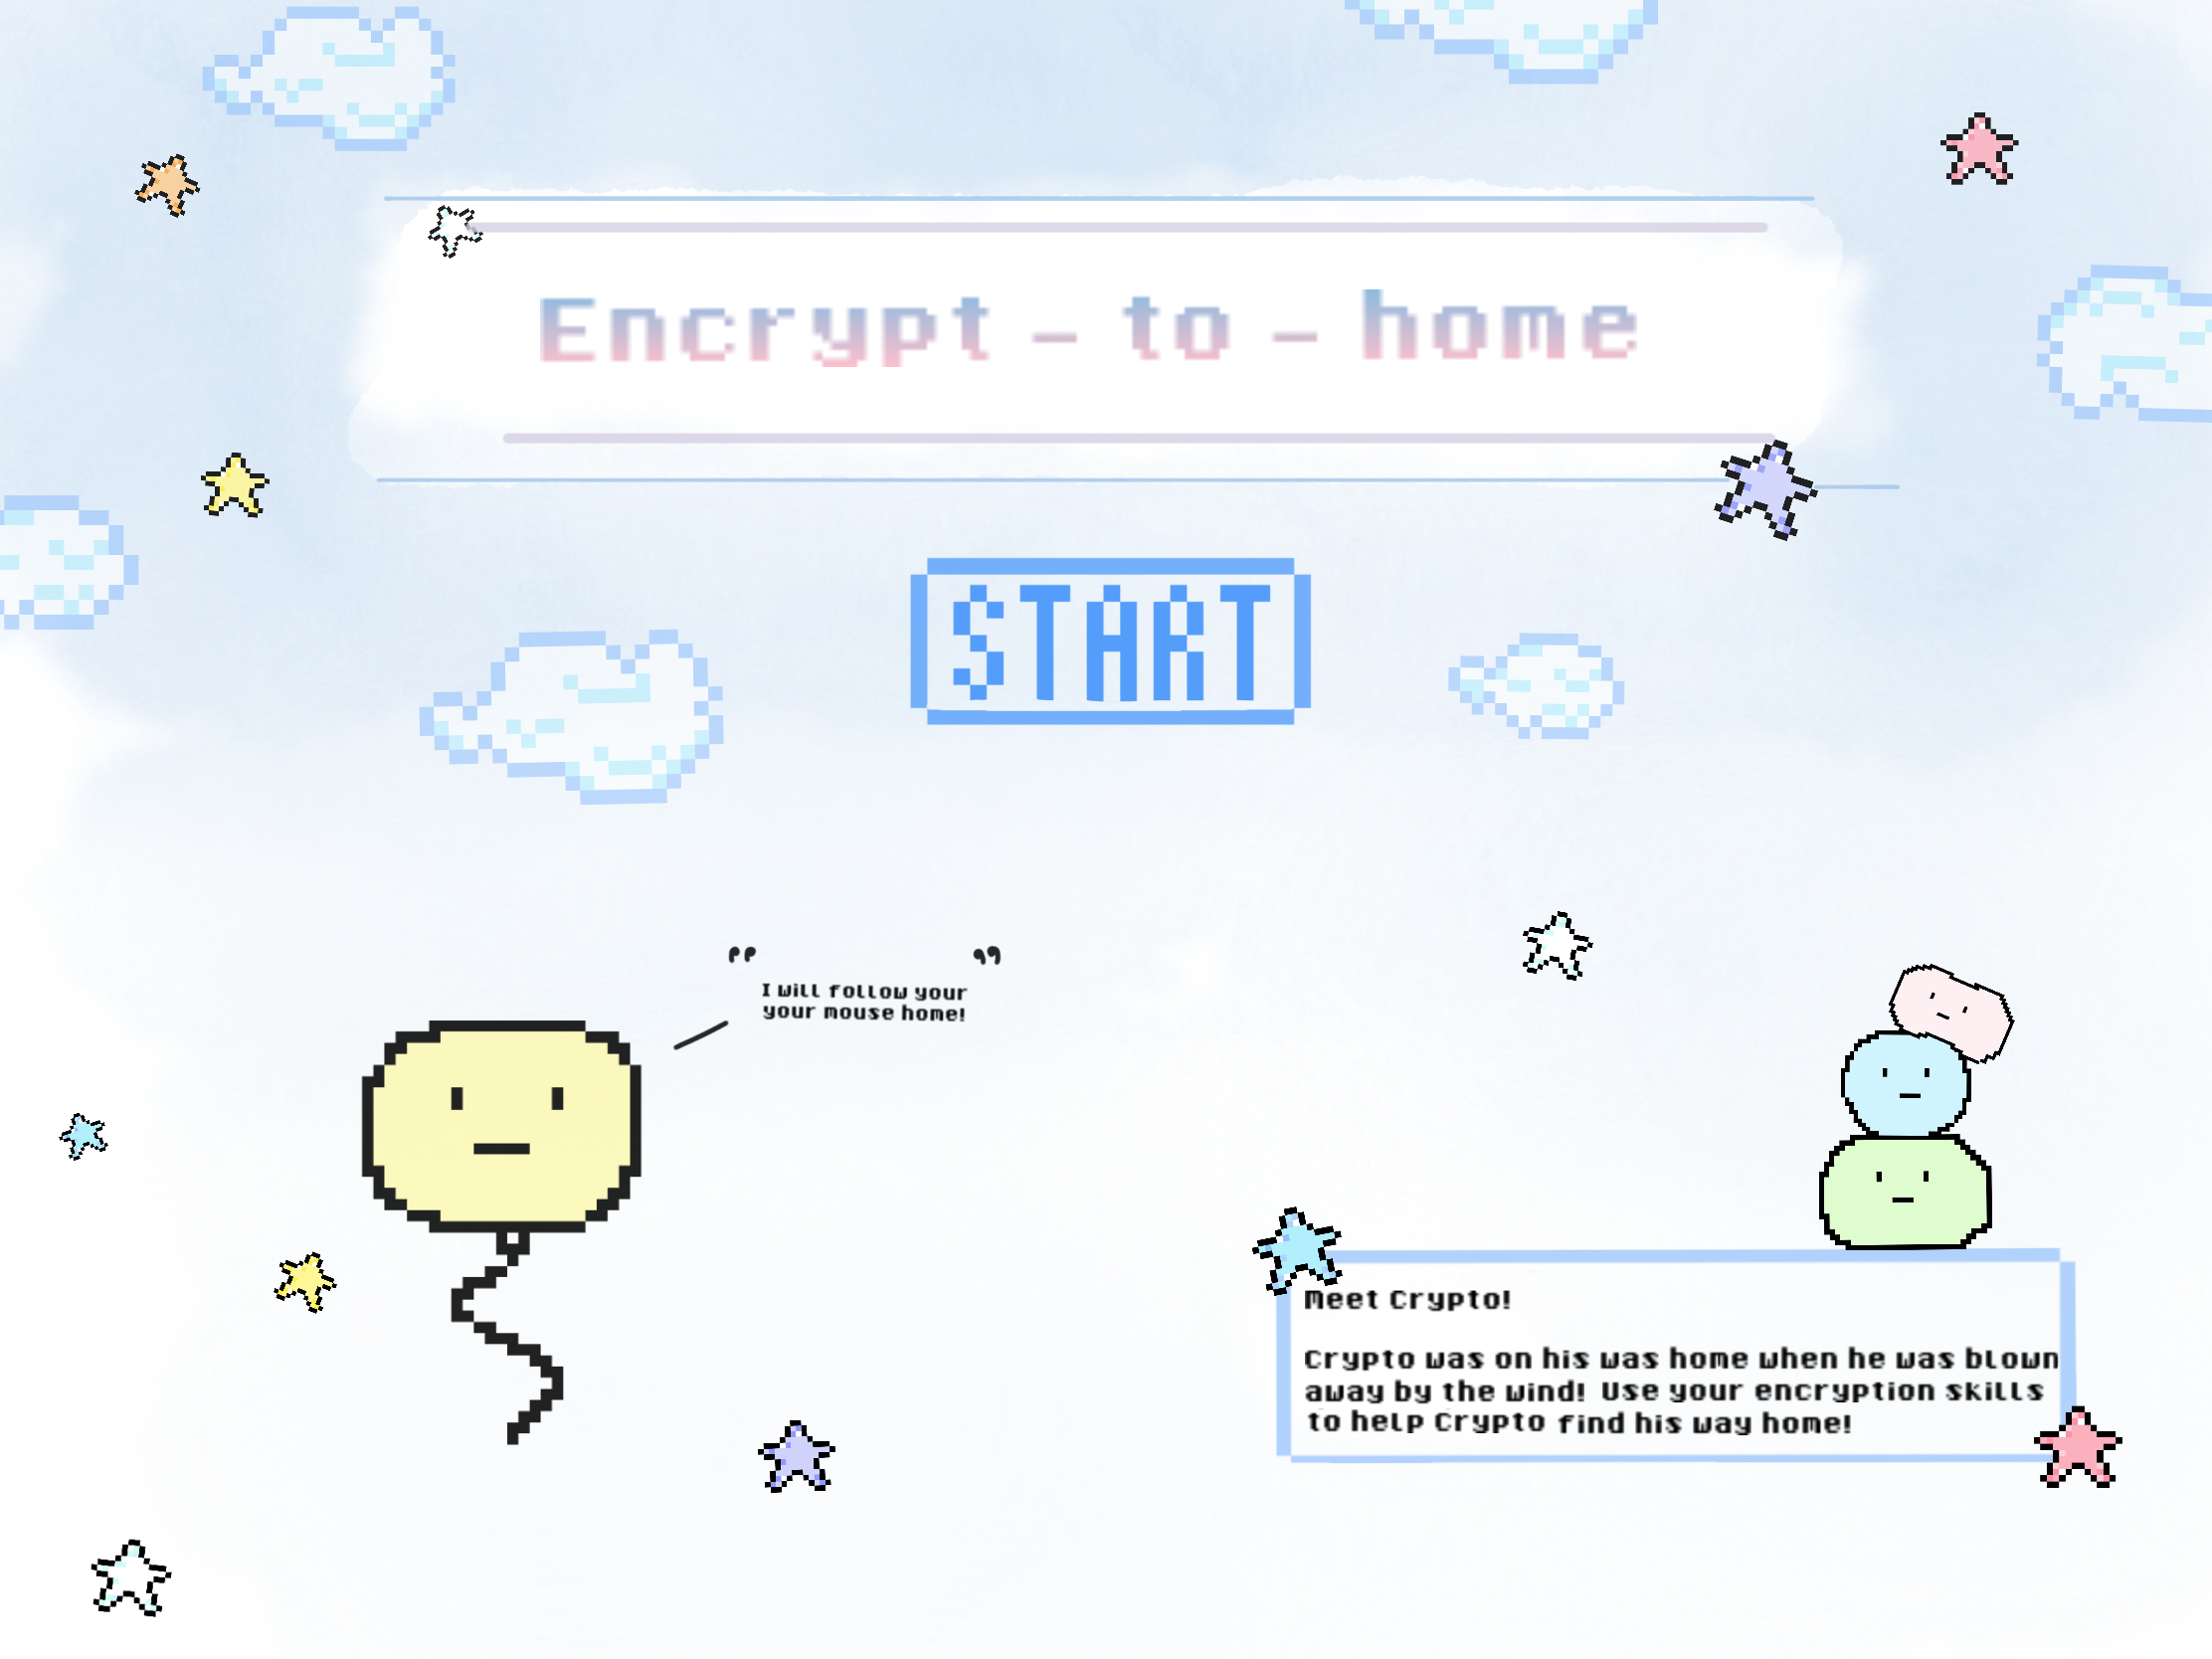 Encrypt - to - home
START
" "
I will follow your
your mouse home!
Meet Crypto!
Crypto was on his was home when he was blown
away by the wind! Use your encryption skills
to help Crypto find his way home!